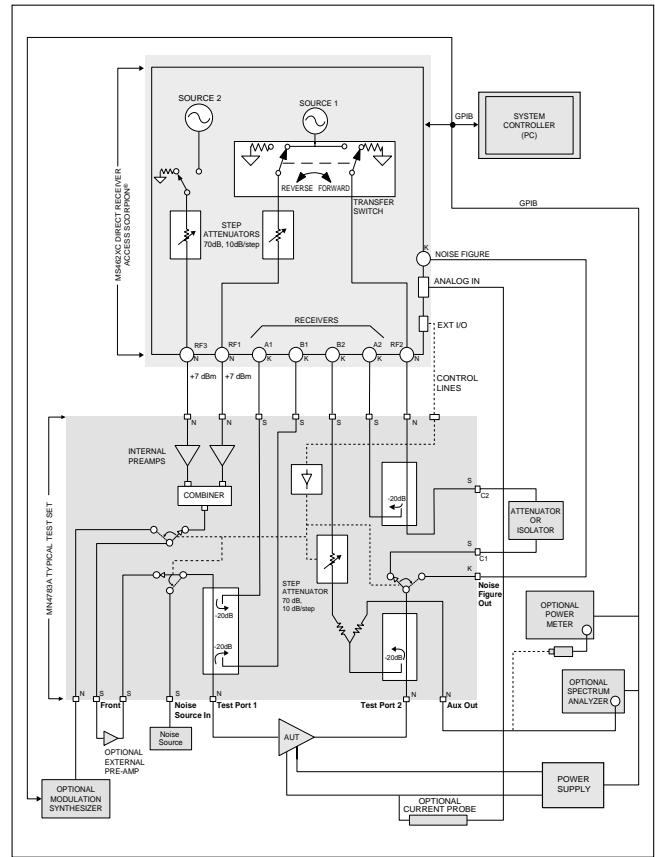 SOURCE 2
SOURCE 1
GPIB
SYSTEM
CONTROLLER
(PC)
MS462XC DIRECT RECEIVER
ACCESS SCORPION®
REVERSE FORWARD
TRANSFER
SWITCH
GPIB
STEP
ATTENUATORS
70dB, 10dB/step
K
NOISE FIGURE
ANALOG IN
EXT I/O
RECEIVERS
RF3 RF1 A1 B1 B2 A2 RF2
N N K K K K N
+7 dBm +7 dBm
CONTROL
LINES
N N S S S S N
MN4783A TYPICAL TEST SET
INTERNAL
PREAMPS
COMBINER
-20dB
S
C2
ATTENUATOR
OR
ISOLATOR
S
C1
K
Noise
Figure
Out
STEP
ATTENUATOR
70 dB,
10 dB/step
-20dB
-20dB
-20dB
OPTIONAL
POWER
METER
OPTIONAL
SPECTRUM
ANALYZER
N S S S N N N
Front
Noise
Source In
Test Port 1
Test Port 2
Aux Out
Noise
Source
OPTIONAL
EXTERNAL
PRE-AMP
AUT
OPTIONAL
MODULATION
SYNTHESIZER
POWER
SUPPLY
OPTIONAL
CURRENT PROBE